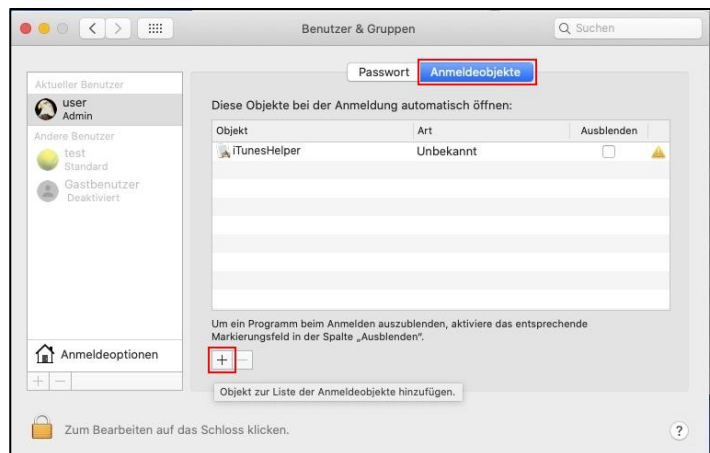 Benutzer & Gruppen
Suchen
Passwort Anmeldeobjekte
Aktueller Benutzer
user
Admin
Andere Benutzer
test
Standard
Gastbenutzer
Deaktiviert
Anmeldeoptionen
+ −
Diese Objekte bei der Anmeldung automatisch öffnen:
Objekt Art Ausblenden
iTunesHelper Unbekannt
Um ein Programm beim Anmelden auszublenden, aktiviere das entsprechende
Markierungsfeld in der Spalte „Ausblenden“.
+ −
Objekt zur Liste der Anmeldeobjekte hinzufügen.
Zum Bearbeiten auf das Schloss klicken.
?